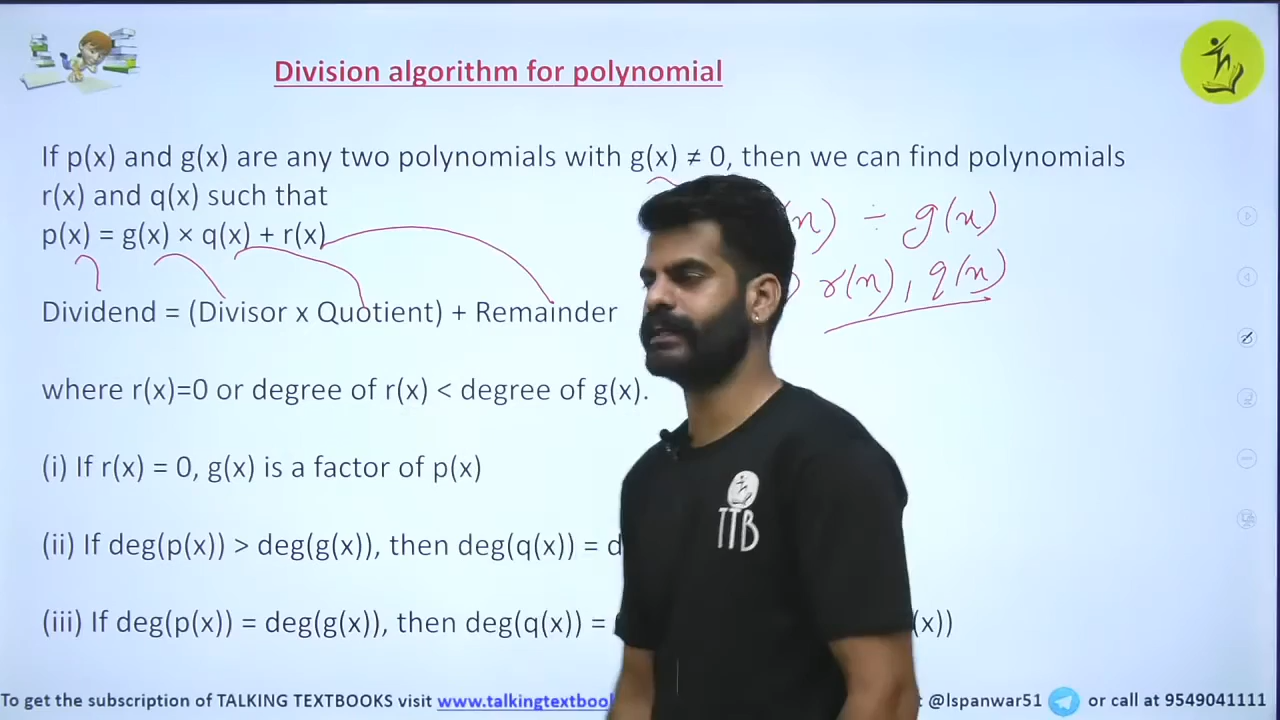 Division algorithm for polynomial
If p(x) and g(x) are any two polynomials with g(x) ≠ 0, then we can find polynomials
r(x) and q(x) such that
(x) ÷ g(x)
p(x) = g(x) × q(x) + r(x)
r(x), q(x)
Dividend = (Divisor x Quotient) + Remainder
where r(x)=0 or degree of r(x) < degree of g(x).
(i) If r(x) = 0, g(x) is a factor of p(x)
TTB
(ii) If deg(p(x)) > deg(g(x)), then deg(q(x)) =
(iii) If deg(p(x)) = deg(g(x)), then deg(q(x)) = (x))
To get the subscription of TALKING TEXTBOOKS visit www.talkingtextboo @lspanwar51 or call at 9549041111